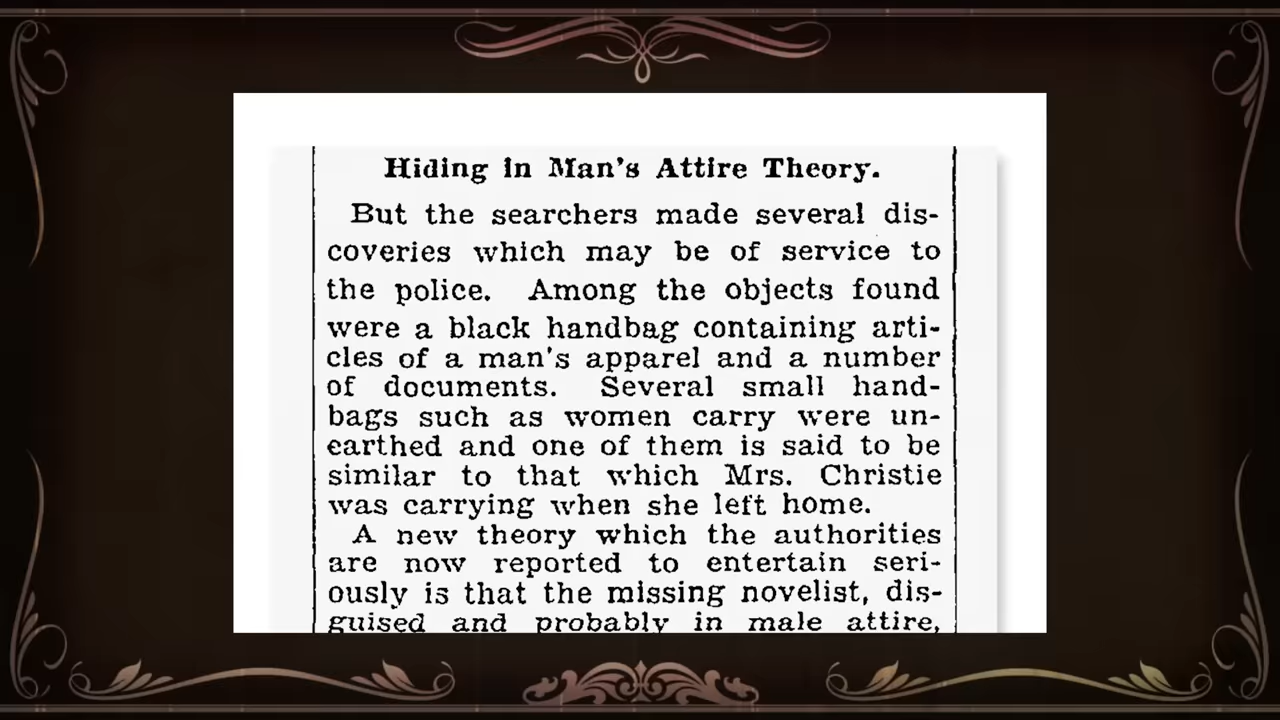 Hiding in Man's Attire Theory.
But the searchers made several dis-
coveries which may be of service to
the police. Among the objects found
were a black handbag containing arti-
cles of a man's apparel and a number
of documents. Several small hand-
bags such as women carry were un-
earthed and one of them is said to be
similar to that which Mrs. Christie
was carrying when she left home.
A new theory which the authorities
are now reported to entertain seri-
ously is that the missing novelist, dis-
guised and probably in male attire,